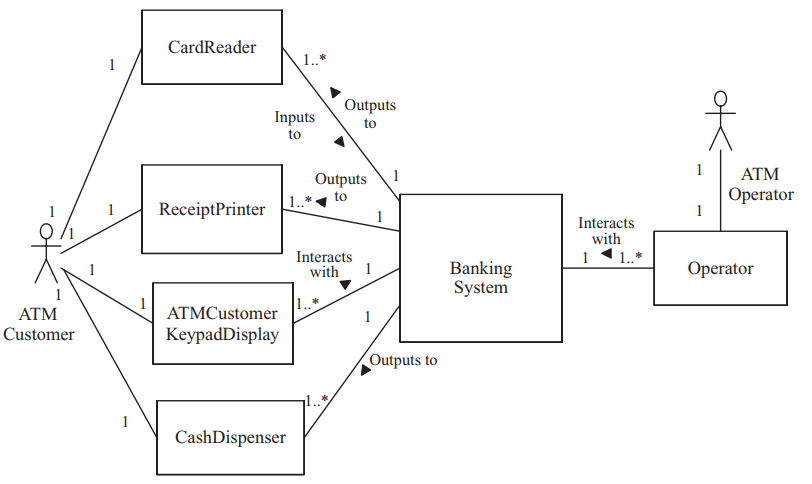 CardReader
1
1..*
Outputs
to
Inputs
to
1
ReceiptPrinter
1
1..*
Outputs
to
1
1
1
ATM
Customer
1
1
1
ATMCustomer
KeypadDisplay
1..*
Interacts
with
1
1
CashDispenser
1..*
Outputs to
1
Banking
System
1
Interacts
with
1..*
Operator
1
1
ATM
Operator